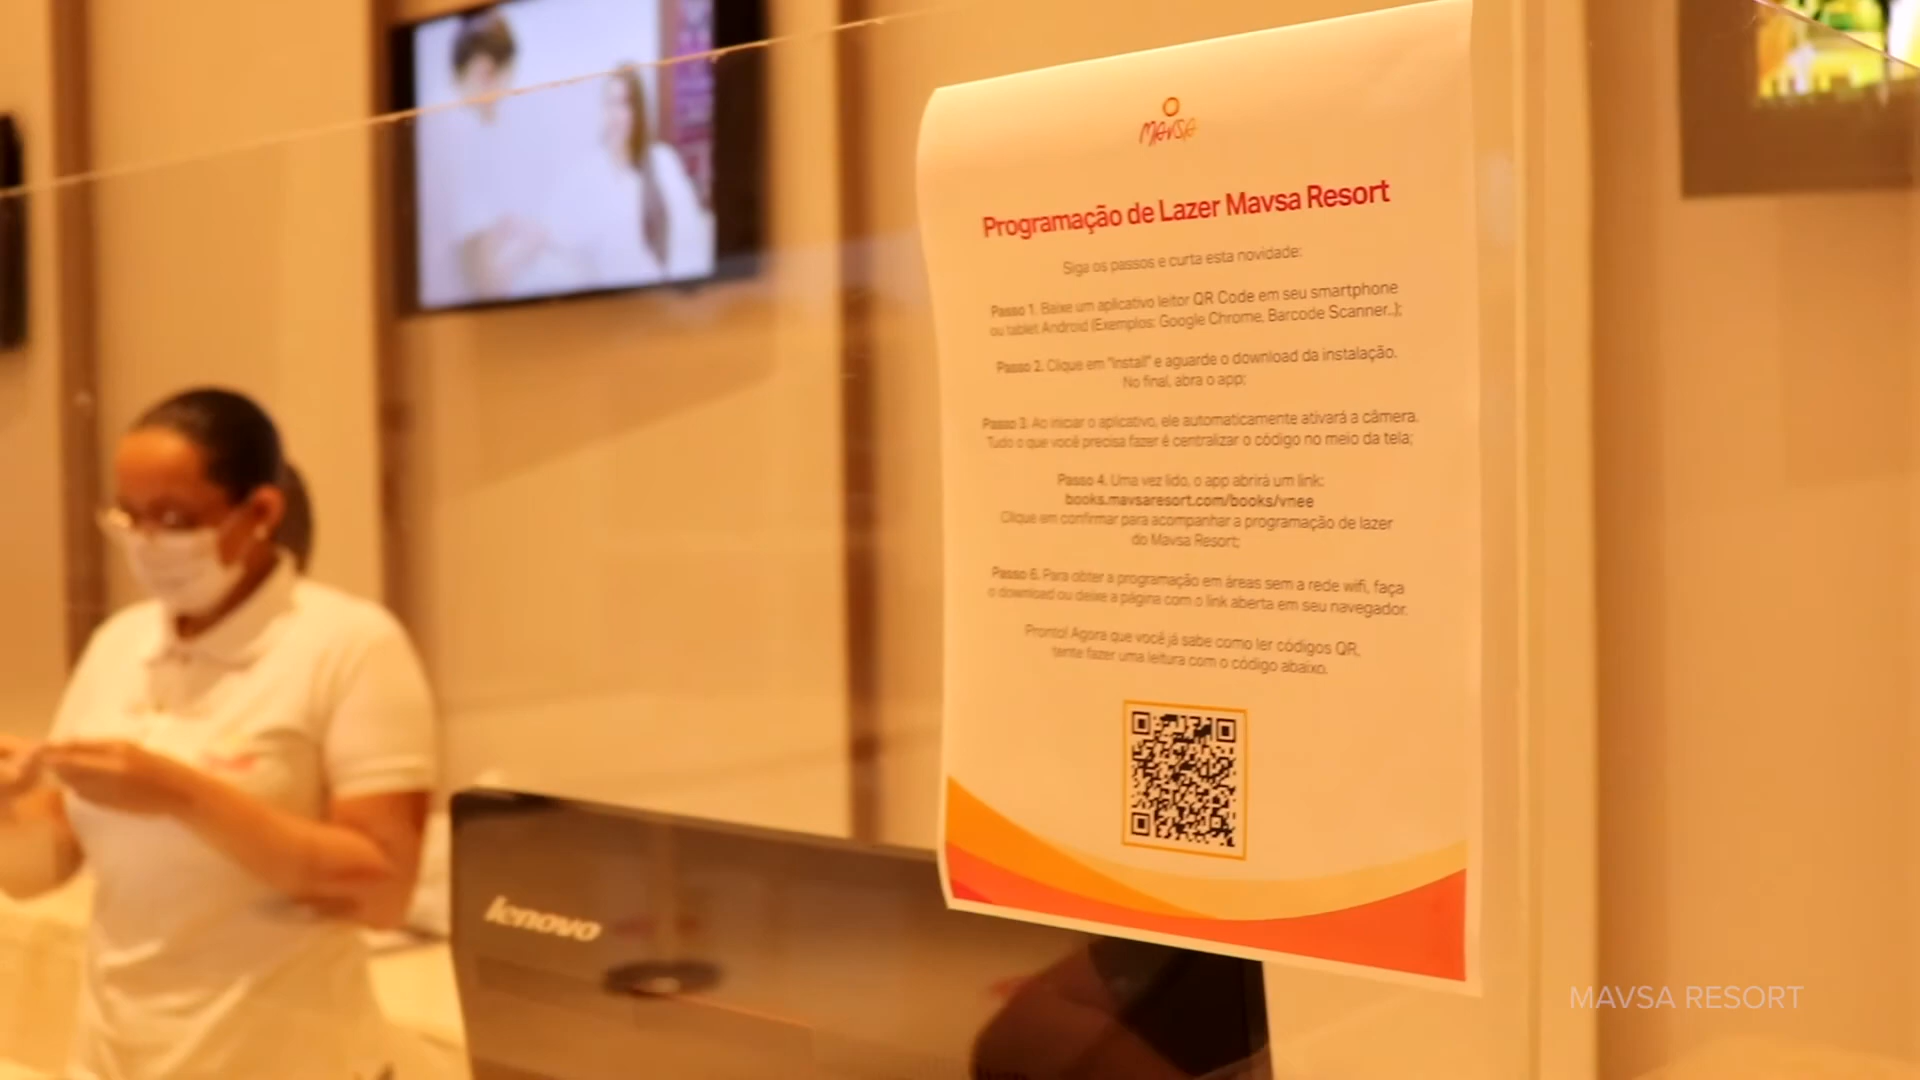 MAVSA
Programação de Lazer Mavsa Resort
Siga os passos e curta esta novidade:
Passo 1. Baixe um aplicativo leitor QR Code em seu smartphone
ou tablet Android (Exemplos: Google Chrome, Barcode Scanner..);
Passo 2. Clique em "Install" e aguarde o download da instalação.
No final, abra o app;
Passo 3. Ao iniciar o aplicativo, ele automaticamente ativará a câmera.
Tudo o que você precisa fazer é centralizar o código no meio da tela;
Passo 4. Uma vez lido, o app abrirá um link:
books.mavsaresort.com/books/vnee
Clique em confirmar para acompanhar a programação de lazer
do Mavsa Resort;
Passo 6. Para obter a programação em áreas sem a rede wifi, faça
o download ou deixe a página com o link aberta em seu navegador.
Pronto! Agora que você já sabe como ler códigos QR,
tente fazer uma leitura com o código abaixo.
lenovo
MAVSA RESORT